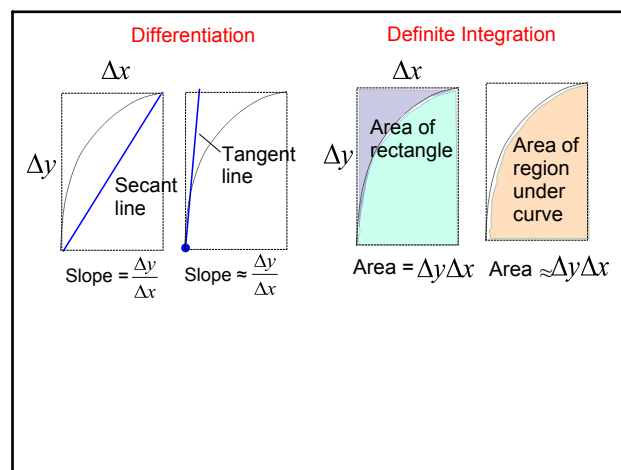 Differentiation
Δx
Δy
Secant
line
Tangent
line
Slope = Δy/Δx
Slope ≈ Δy/Δx
Definite Integration
Δx
Δy
Area of
rectangle
Area of
region
under
curve
Area = ΔyΔx
Area ≈ ΔyΔx